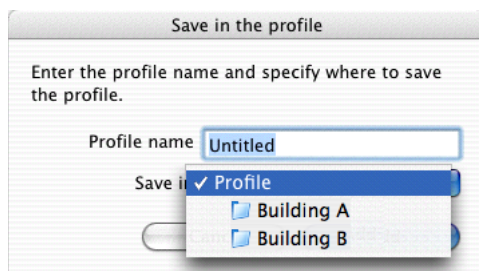 Save in the profile
Enter the profile name and specify where to save
the profile.
Profile name Untitled
Save i ✓ Profile
Building A
Building B